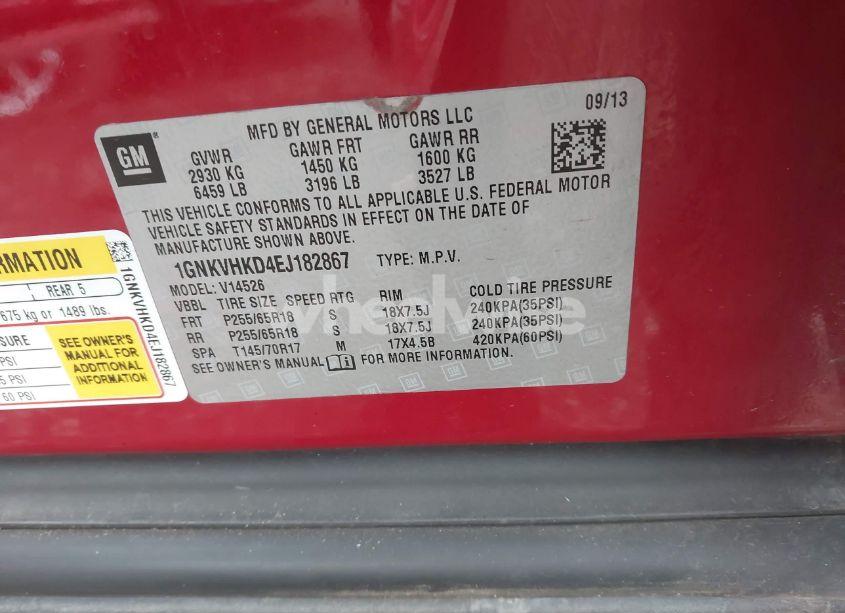 09/13
MFD BY GENERAL MOTORS LLC
GM
GVWR GAWR FRT GAWR RR
2930 KG 1450 KG 1600 KG
6459 LB 3196 LB 3527 LB
THIS VEHICLE CONFORMS TO ALL APPLICABLE U.S. FEDERAL MOTOR
VEHICLE SAFETY STANDARDS IN EFFECT ON THE DATE OF
MANUFACTURE SHOWN ABOVE.
1GNKVHKD4EJ182867 TYPE: M.P.V.
MODEL: V14526
VBBL TIRE SIZE SPEED RTG RIM COLD TIRE PRESSURE
FRT P255/65R18 S 18X7.5J 240KPA(35PSI)
RR P255/65R18 S 18X7.5J 240KPA(35PSI)
SPA T145/70R17 M 17X4.5B 420KPA(60PSI)
SEE OWNER'S MANUAL FOR MORE INFORMATION.
REAR 5
675 kg or 1489 lbs.
SEE OWNER'S
MANUAL FOR
ADDITIONAL
INFORMATION
PSI
5 PSI
60 PSI
1GNKVHKD4EJ182867